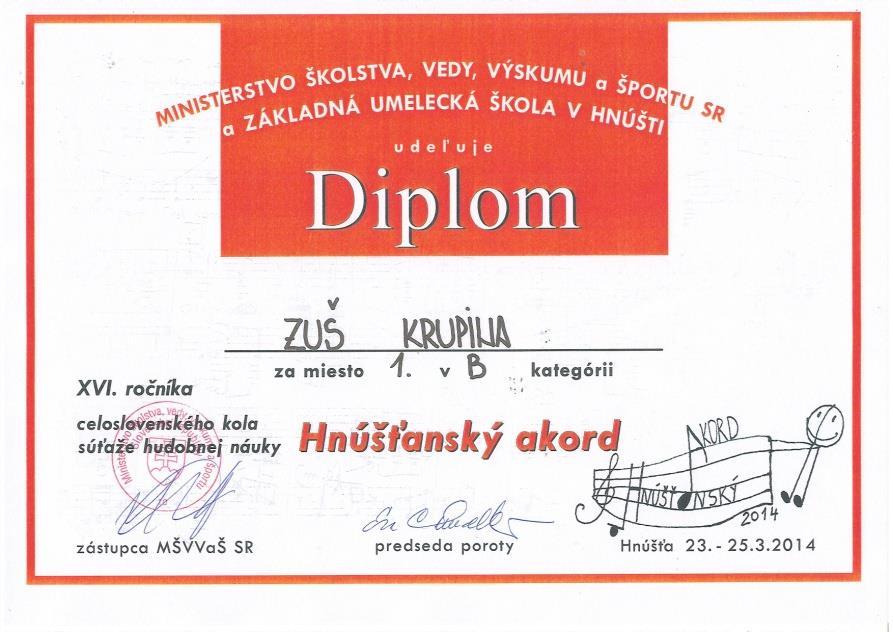 MINISTERSTVO ŠKOLSTVA, VEDY, VÝSKUMU a ŠPORTU SR
a ZÁKLADNÁ UMELECKÁ ŠKOLA V HNÚŠTI
udeľuje
Diplom
ZUŠ KRUPINA
za miesto 1. v B kategórii
XVI. ročníka
celoslovenského kola
súťaže hudobnej náuky
Hnúšťanský akord
AKORD
HNÚŠŤANSKÝ
2014
zástupca MŠVVaŠ SR
predseda poroty
Hnúšťa 23. - 25.3.2014